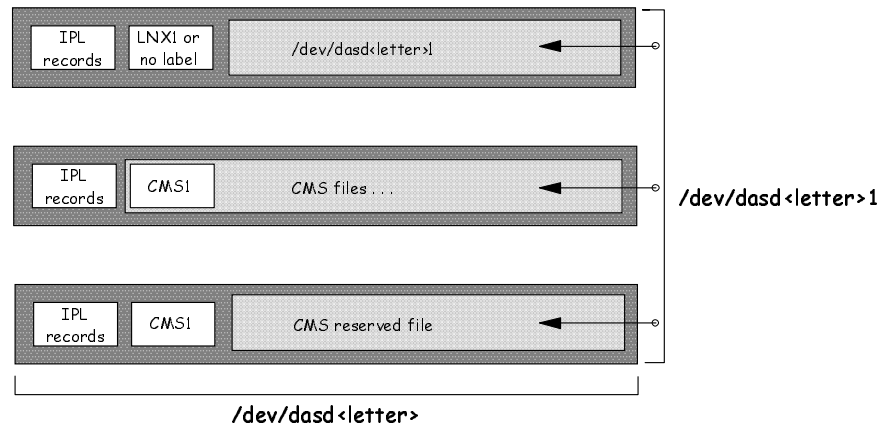 IPL
records
LNX1 or
no label
/dev/dasd<letter>1
IPL
records
CMS1
CMS files . . .
/dev/dasd<letter>1
IPL
records
CMS1
CMS reserved file
/dev/dasd<letter>